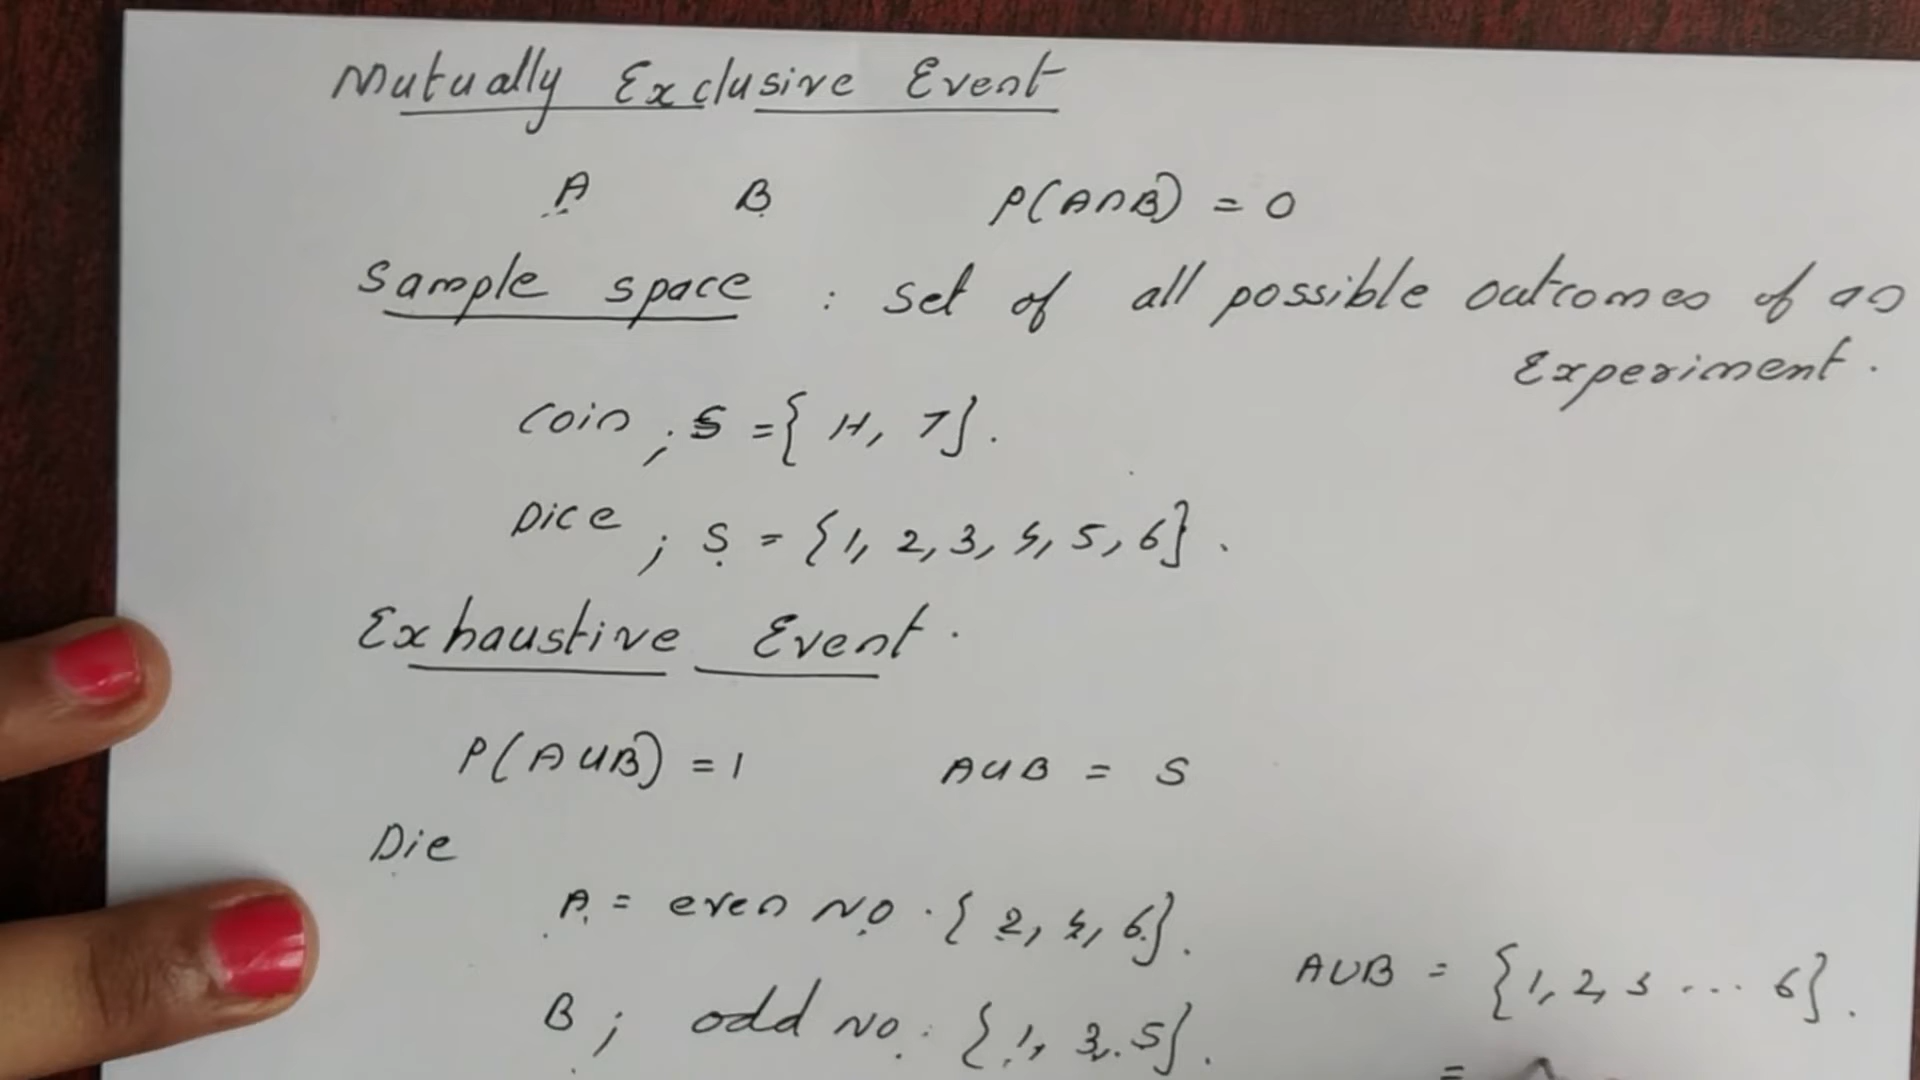 Mutually Exclusive Event
A B P(A∩B) = 0
Sample space : set of all possible outcomes of an
Experiment.
Coin ; S = { H, T}.
Dice ; S = {1, 2, 3, 4, 5, 6}.
Exhaustive Event.
P(A∪B) = 1 A∪B = S
Die
A = even no. {2, 4, 6}.
B ; odd no. {1, 3, 5}.
A∪B = {1, 2, 3 ... 6}.
=